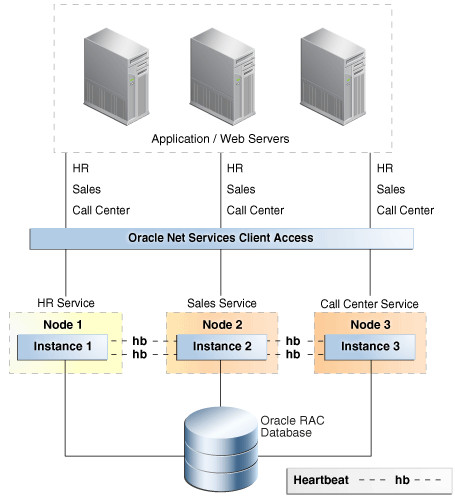 Application / Web Servers
HR
Sales
Call Center
HR
Sales
Call Center
HR
Sales
Call Center
Oracle Net Services Client Access
HR Service
Sales Service
Call Center Service
Node 1
Node 2
Node 3
Instance 1
hb
hb
Instance 2
hb
hb
Instance 3
Oracle RAC
Database
Heartbeat --- hb ---